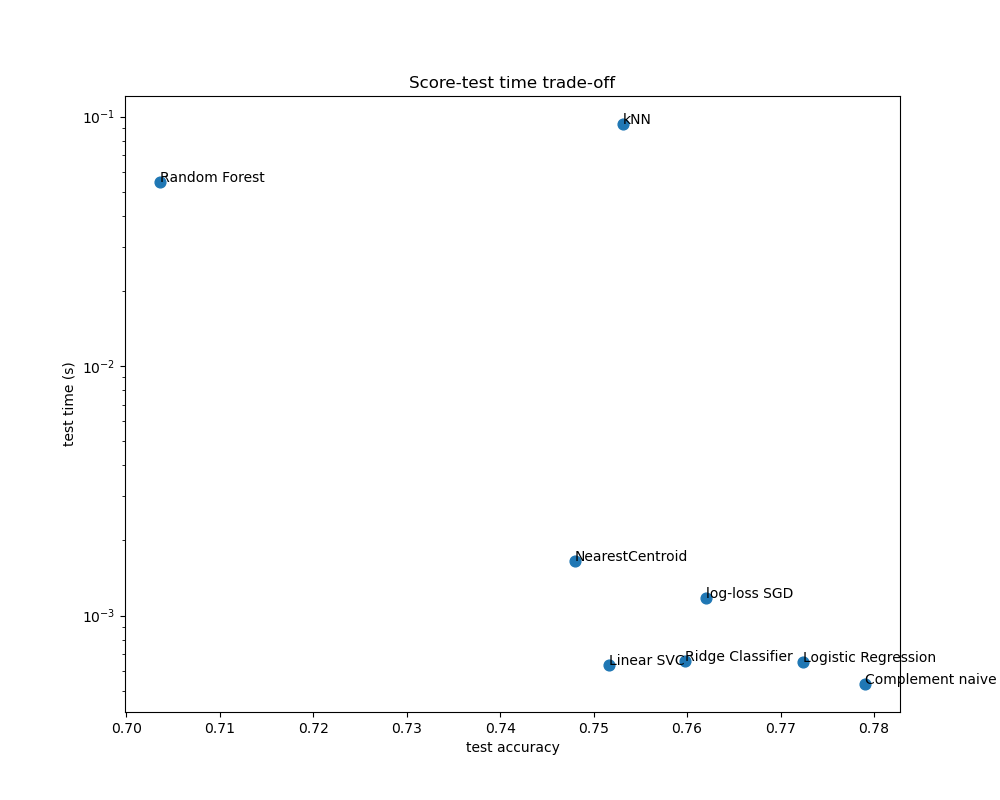 Score-test time trade-off
10⁻¹
kNN
Random Forest
10⁻²
test time (s)
NearestCentroid
log-loss SGD
10⁻³
Linear SVC
Ridge Classifier
Logistic Regression
Complement naive
0.70 0.71 0.72 0.73 0.74 0.75 0.76 0.77 0.78
test accuracy